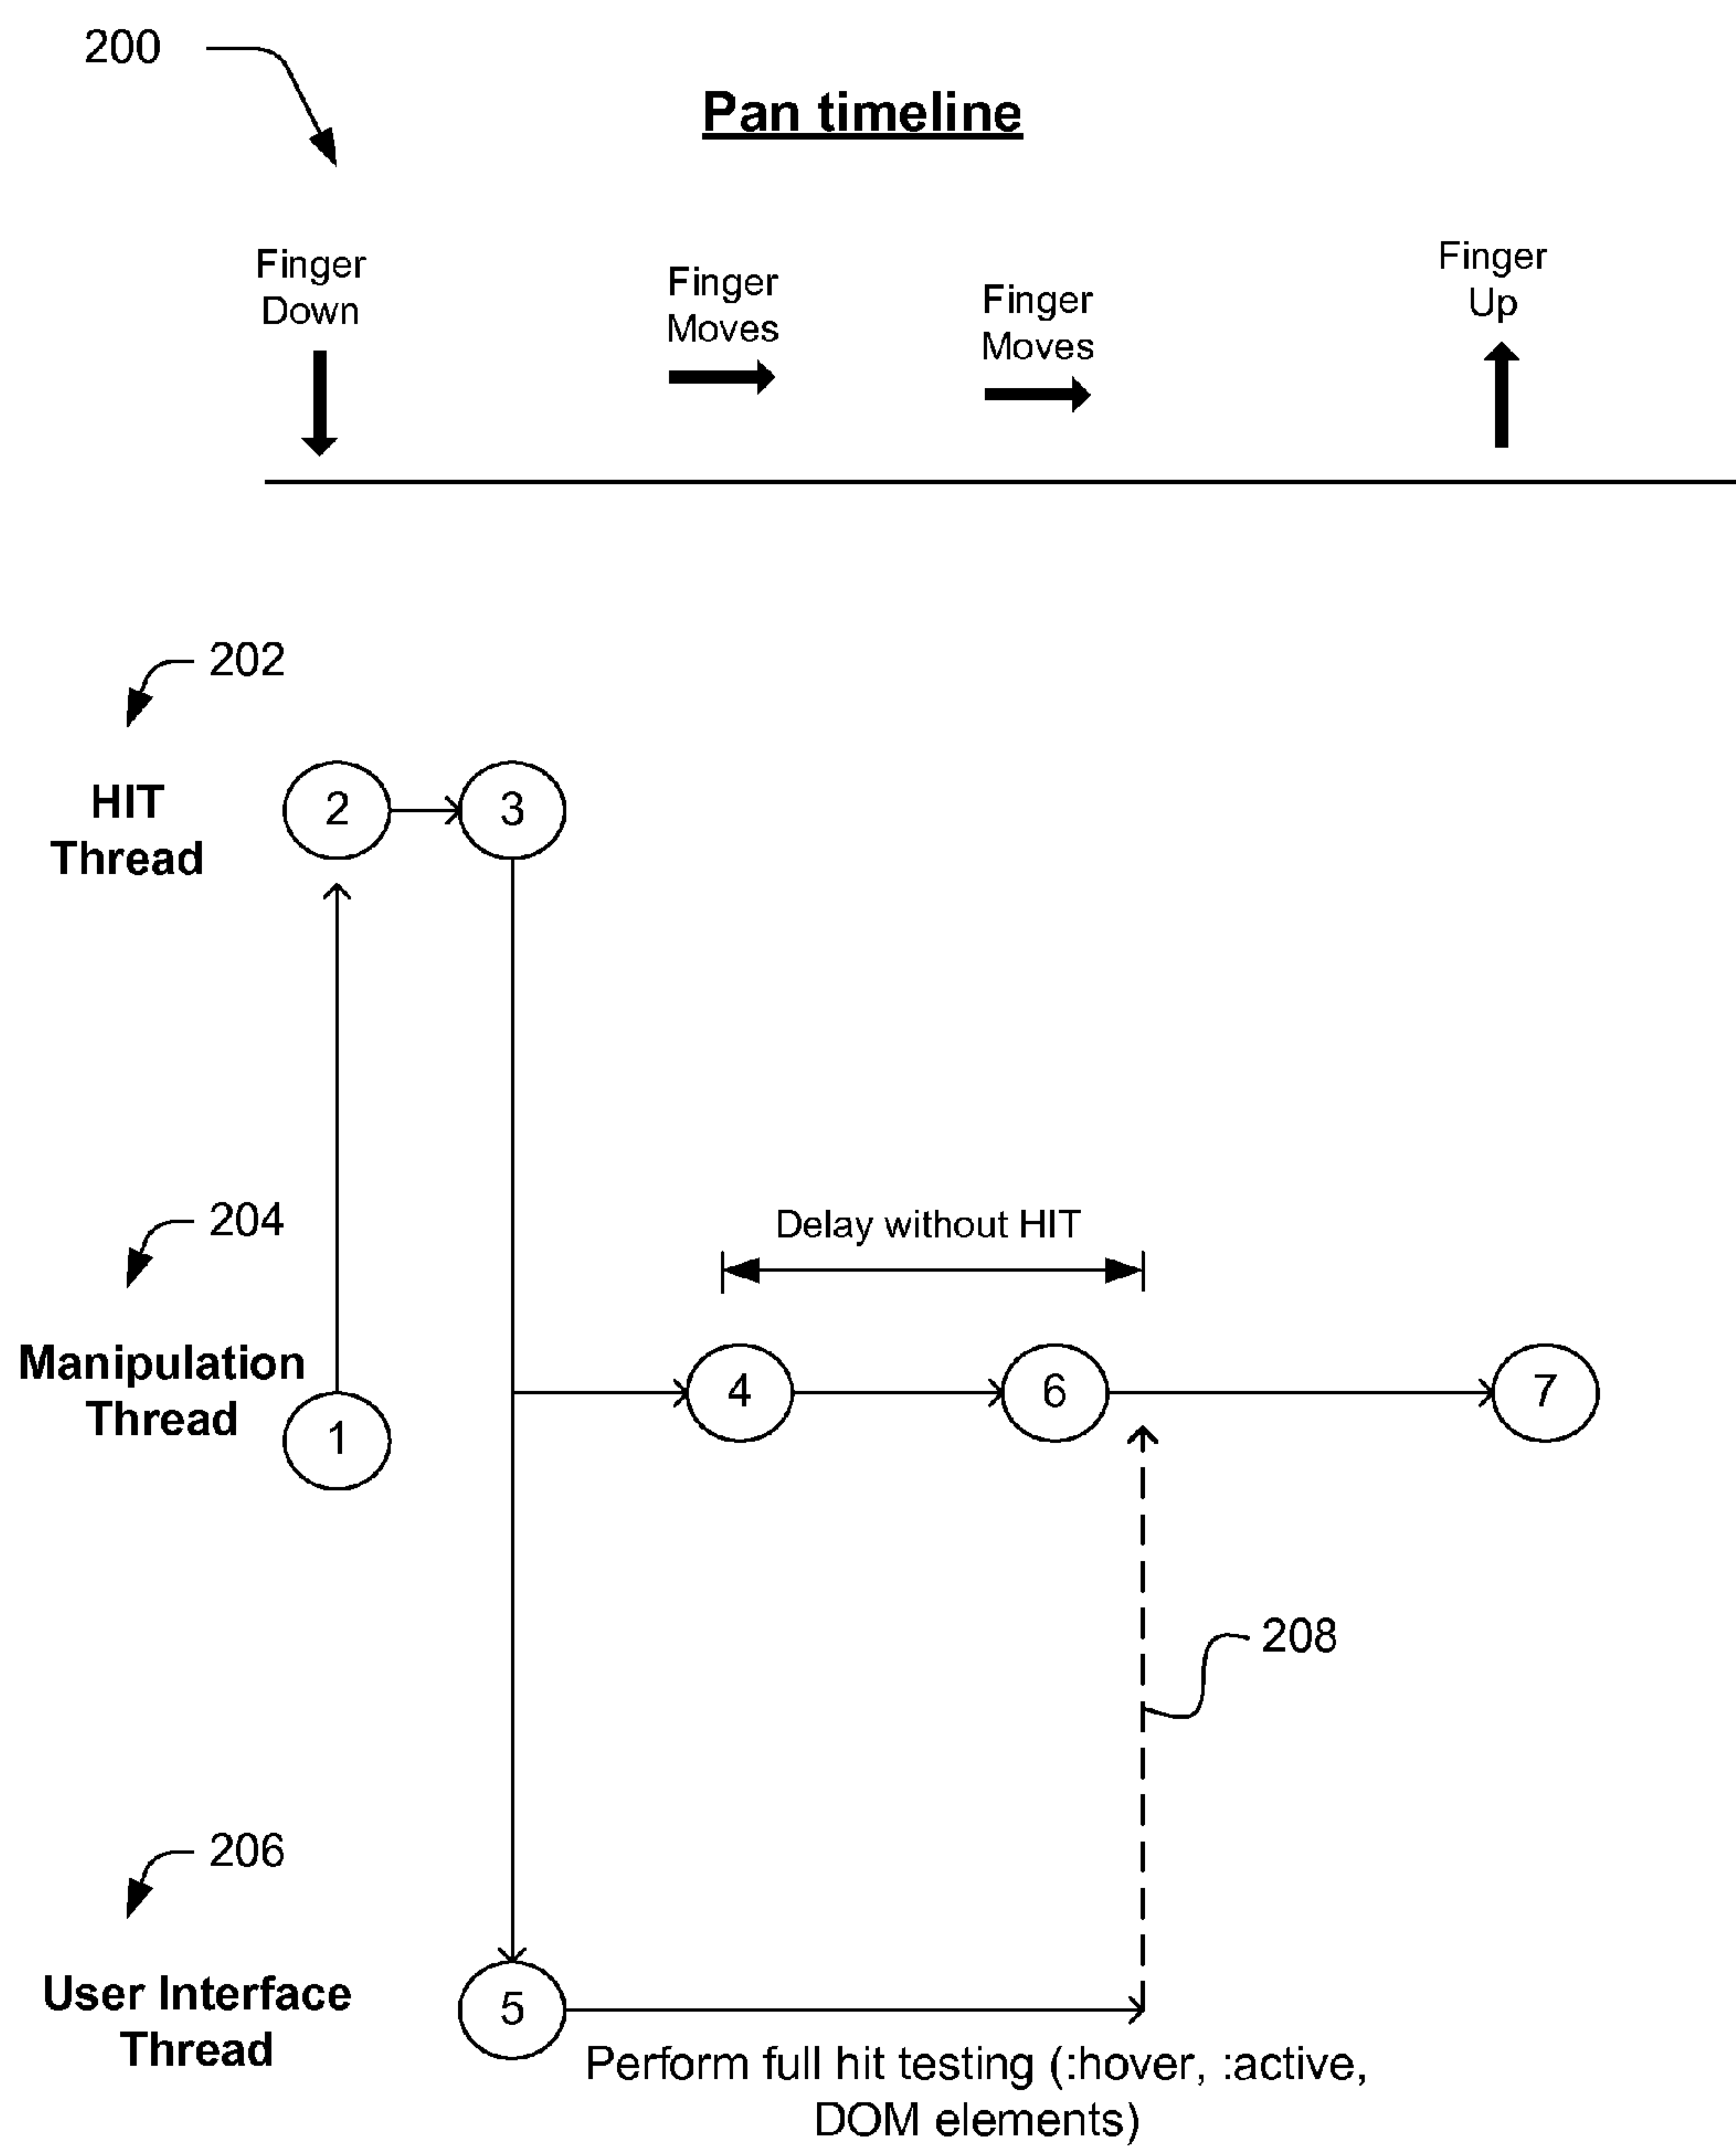 200
Pan timeline
Finger
Down
Finger
Moves
Finger
Moves
Finger
Up
202
HIT
Thread
2
3
204
Manipulation
Thread
1
Delay without HIT
4
6
7
208
206
User Interface
Thread
5
Perform full hit testing (:hover, :active,
DOM elements)